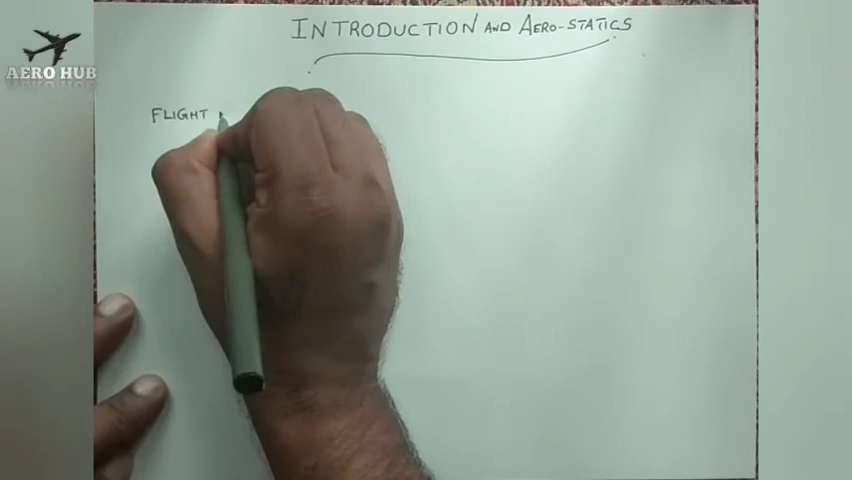 INTRODUCTION AND AERO-STATICS
AERO HUB
FLIGHT